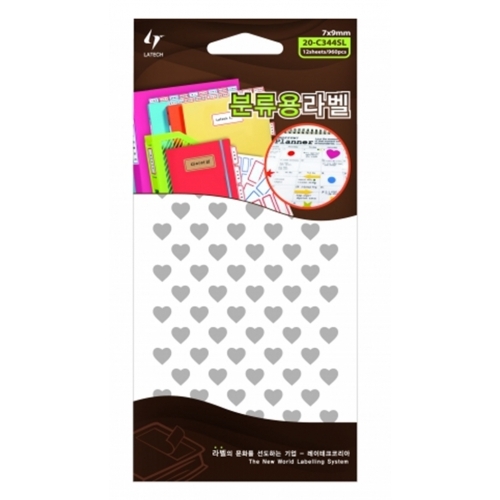 LATECH
7x9mm
20-C344SL
12sheets/960pcs
분류용라벨
Planner
라벨의 문화를 선도하는 기업 - 레이테크코리아
The New World Labelling System